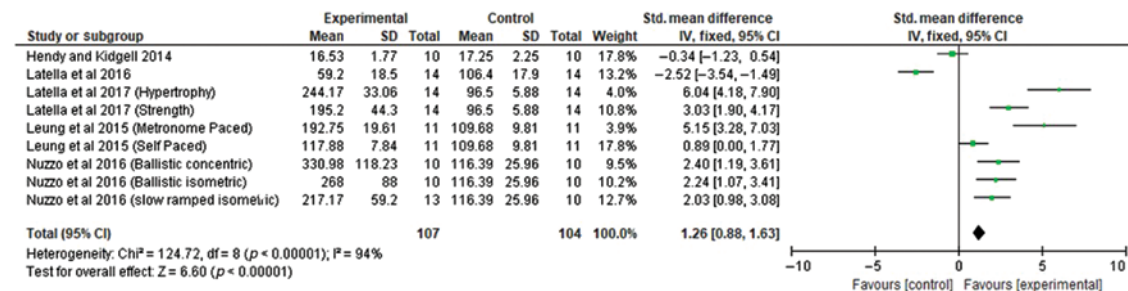 Experimental Control Std. mean difference Std. mean difference
Study or subgroup Mean SD Total Mean SD Total Weight IV, fixed, 95% CI IV, fixed, 95% CI
Hendy and Kidgell 2014 16.53 1.77 10 17.25 2.25 10 17.8% −0.34 [−1.23, 0.54]
Latella et al 2016 59.2 18.5 14 106.4 17.9 14 13.2% −2.52 [−3.54, −1.49]
Latella et al 2017 (Hypertrophy) 244.17 33.06 14 96.5 5.88 14 4.0% 6.04 [4.18, 7.90]
Latella et al 2017 (Strength) 195.2 44.3 14 96.5 5.88 14 10.8% 3.03 [1.90, 4.17]
Leung et al 2015 (Metronome Paced) 192.75 19.61 11 109.68 9.81 11 3.9% 5.15 [3.28, 7.03]
Leung et al 2015 (Self Paced) 117.88 7.84 11 109.68 9.81 11 17.8% 0.89 [0.00, 1.77]
Nuzzo et al 2016 (Ballistic concentric) 330.98 118.23 10 116.39 25.96 10 9.5% 2.40 [1.19, 3.61]
Nuzzo et al 2016 (Ballistic isometric) 268 88 10 116.39 25.96 10 10.2% 2.24 [1.07, 3.41]
Nuzzo et al 2016 (slow ramped isometric) 217.17 59.2 13 116.39 25.96 10 12.7% 2.03 [0.98, 3.08]
Total (95% CI) 107 104 100.0% 1.26 [0.88, 1.63]
Heterogeneity: Chi² = 124.72, df = 8 (p < 0.00001); I² = 94%
Test for overall effect: Z = 6.60 (p < 0.00001)
−10 −5 0 5 10
Favours [control] Favours [experimental]